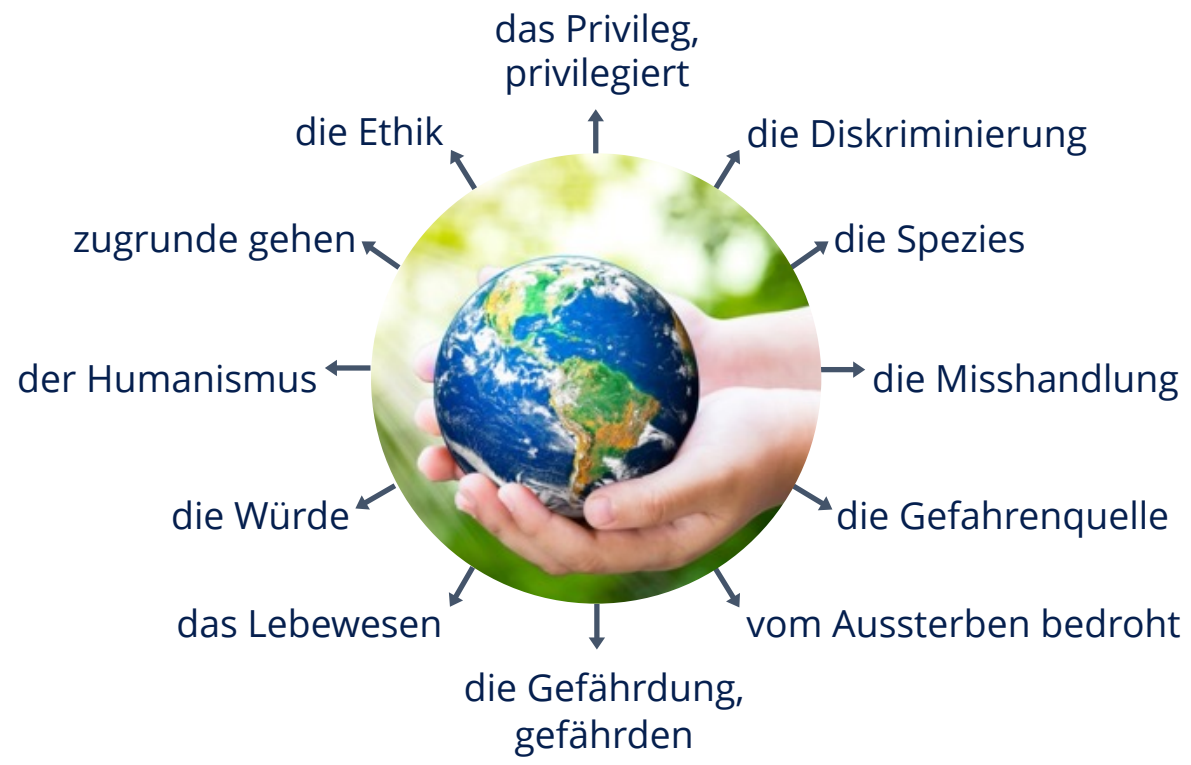 das Privileg,
privilegiert
die Ethik
die Diskriminierung
zugrunde gehen
die Spezies
der Humanismus
die Misshandlung
die Würde
die Gefahrenquelle
das Lebewesen
vom Aussterben bedroht
die Gefährdung,
gefährden